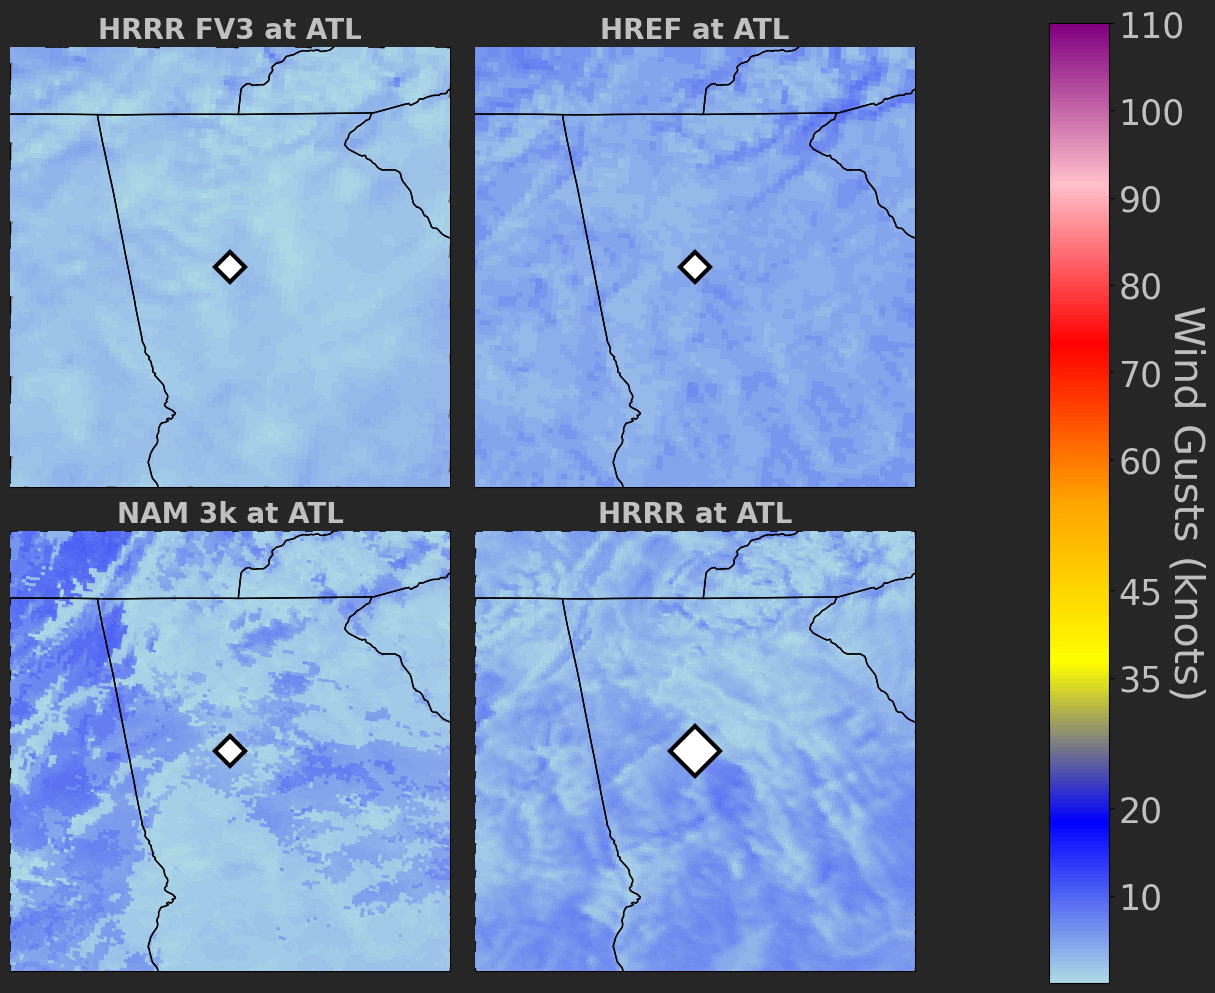 HRRR FV3 at ATL
HREF at ATL
NAM 3k at ATL
HRRR at ATL
110
100
90
80
70
60
45
35
20
10
Wind Gusts (knots)